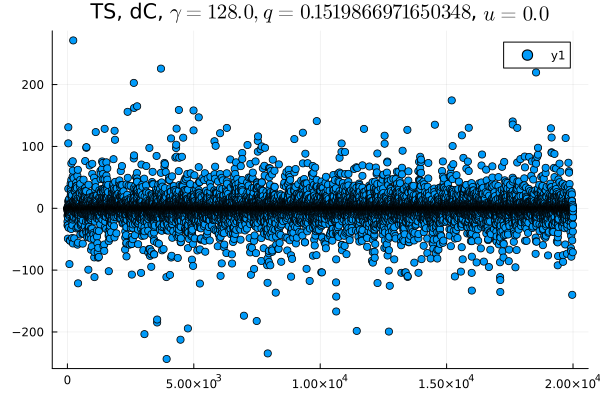 TS, dC, γ = 128.0, q = 0.1519866971650348, u = 0.0
y1
200
100
0
−100
−200
0 5.00×10³ 1.00×10⁴ 1.50×10⁴ 2.00×10⁴